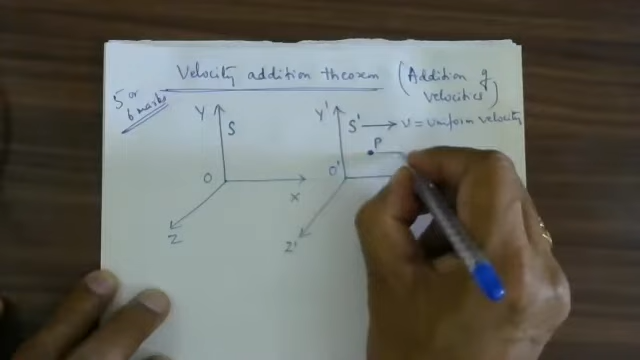 Velocity addition theorem (Addition of
velocities)
5 or
6 marks
Y
S
O
X
Z
Y'
S' → v = uniform velocity
P
O'
Z'